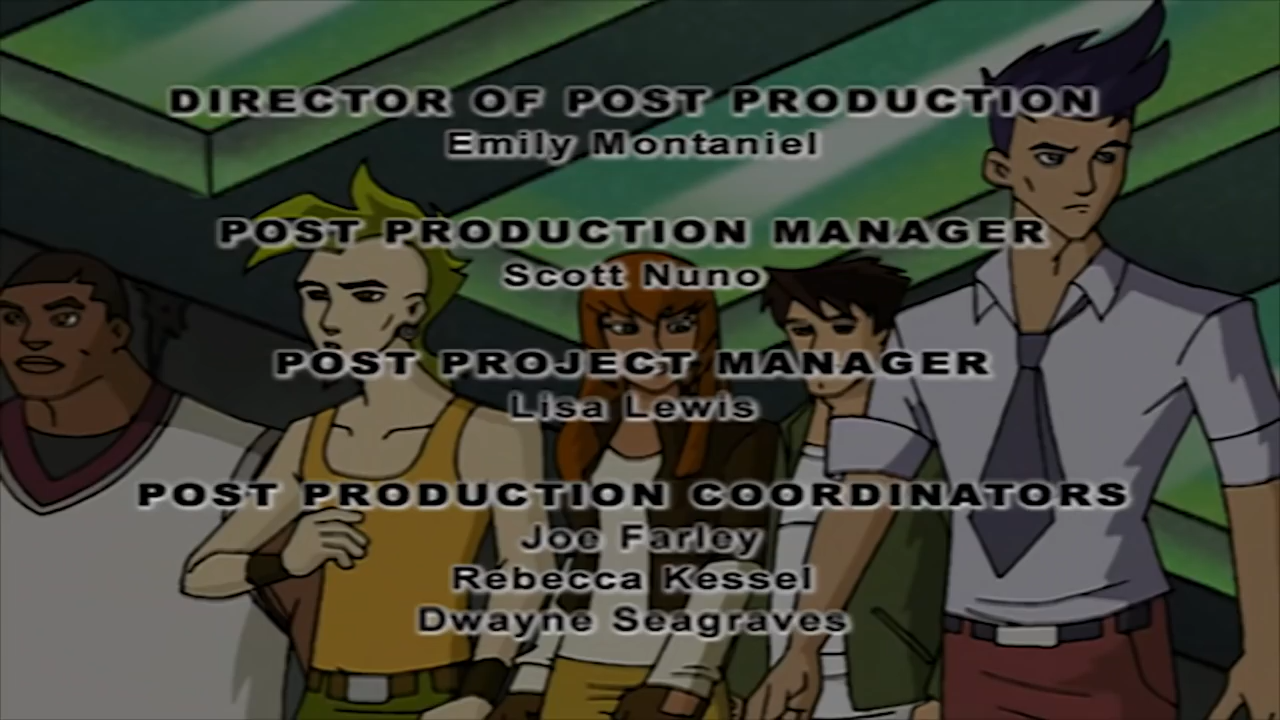 DIRECTOR OF POST PRODUCTION
Emily Montaniel
POST PRODUCTION MANAGER
Scott Nuno
POST PROJECT MANAGER
Lisa Lewis
POST PRODUCTION COORDINATORS
Joe Farley
Rebecca Kessel
Dwayne Seagraves